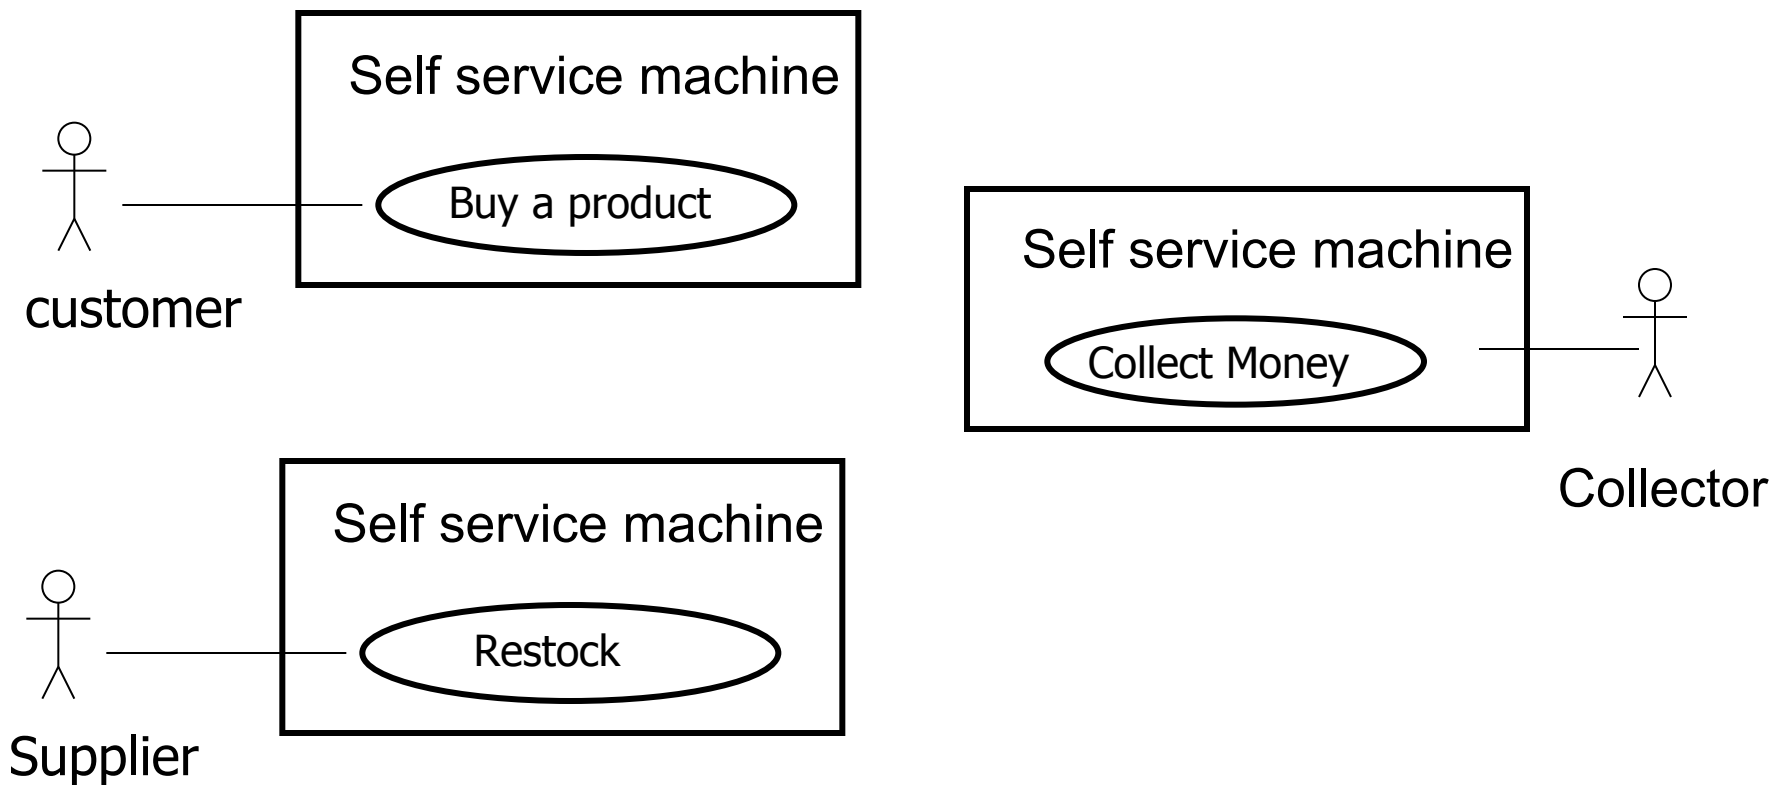 Self service machine
Buy a product
customer
Self service machine
Collect Money
Collector
Self service machine
Restock
Supplier